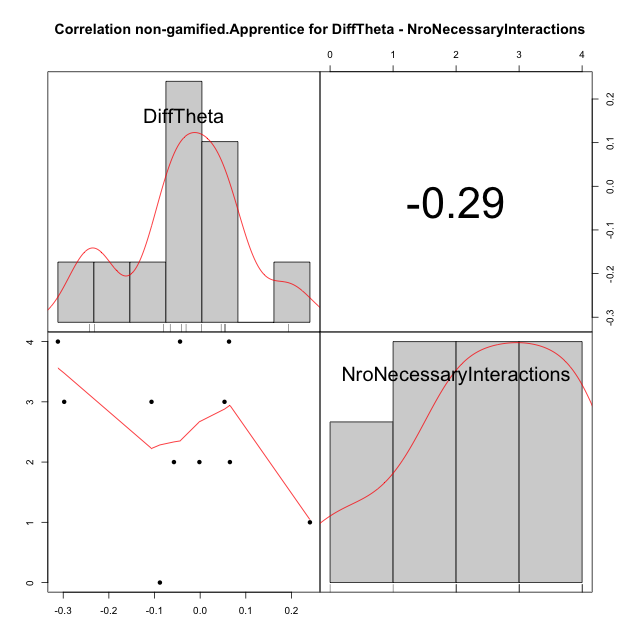 Correlation non-gamified.Apprentice for DiffTheta - NroNecessaryInteractions
0 1 2 3 4
DiffTheta
-0.29
0.2
0.1
0.0
-0.1
-0.2
-0.3
4
3
2
1
0
NroNecessaryInteractions
-0.3 -0.2 -0.1 0.0 0.1 0.2